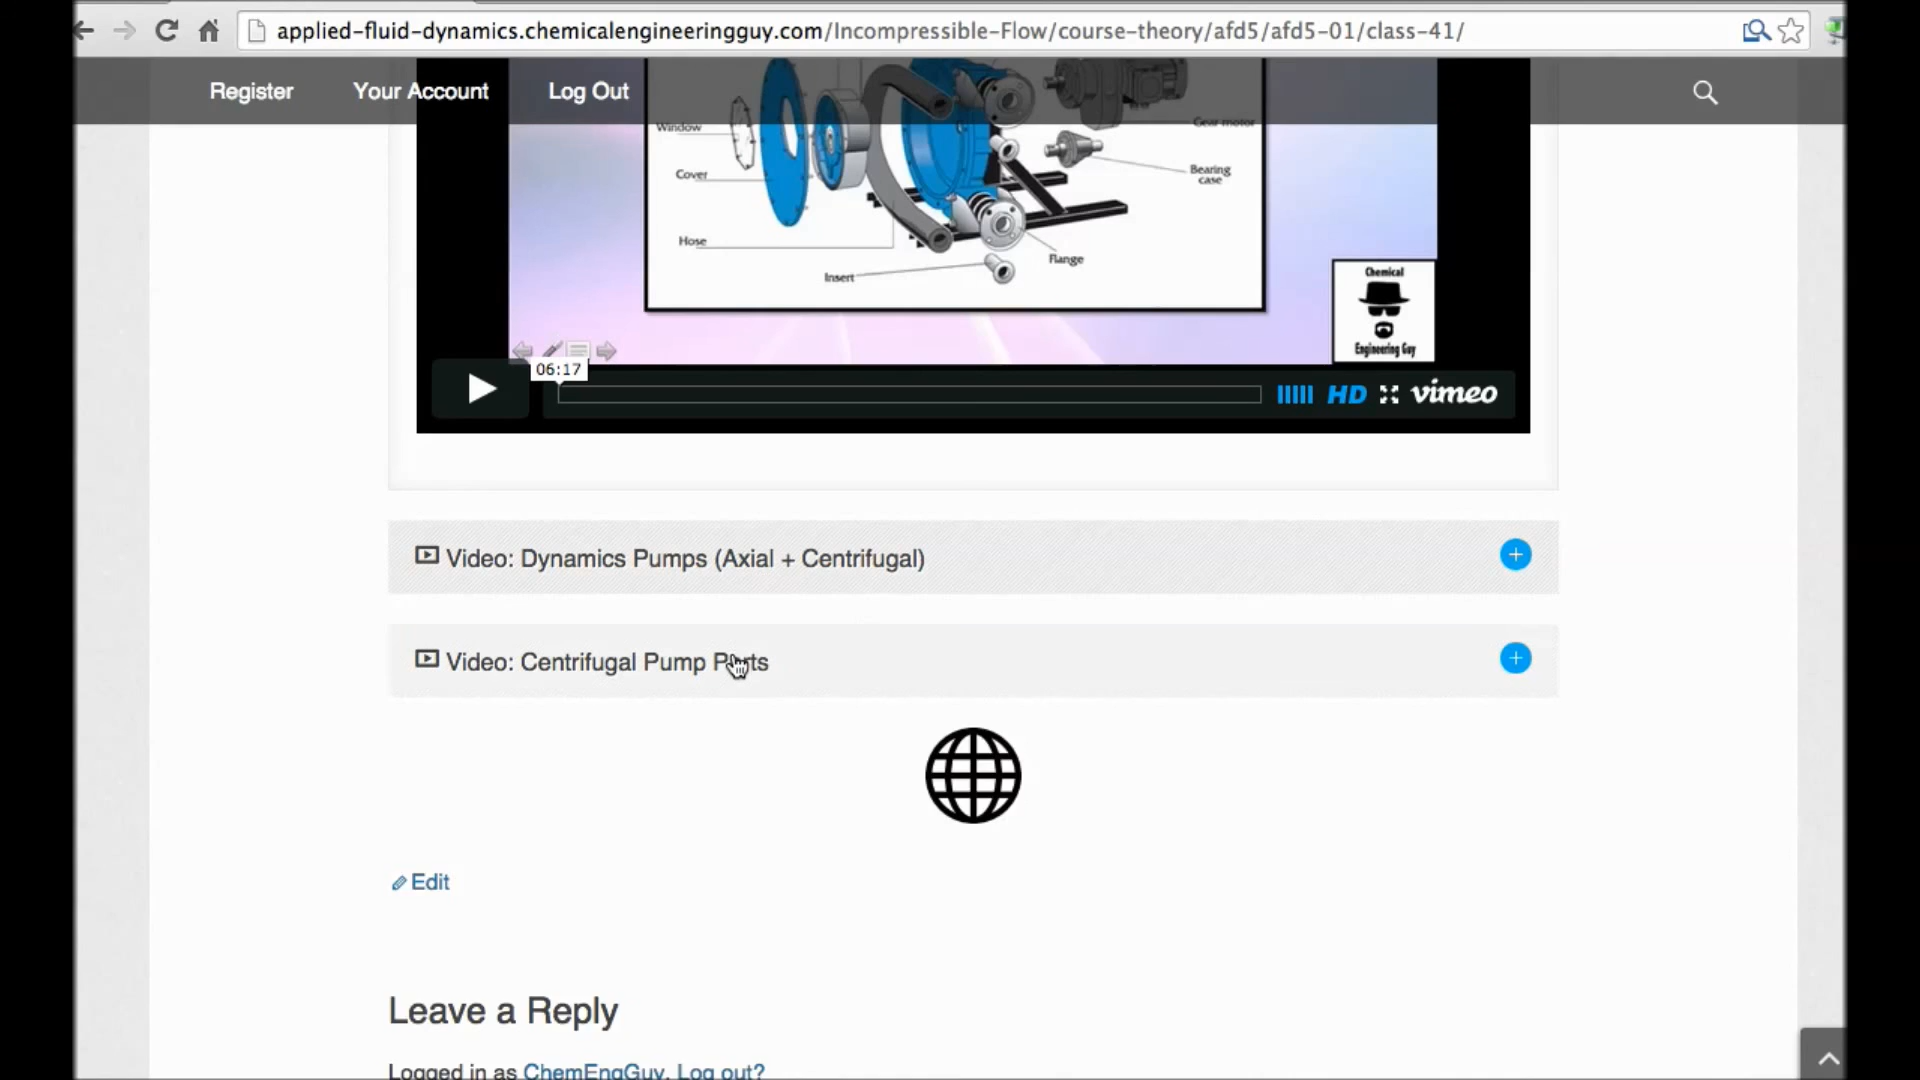 applied-fluid-dynamics.chemicalengineeringguy.com/Incompressible-Flow/course-theory/afd5/afd5-01/class-41/
Register Your Account Log Out
Window
Gear motor
Cover
Bearing
case
Hose
Flange
Insert
Chemical
Engineering Guy
06:17
HD vimeo
Video: Dynamics Pumps (Axial + Centrifugal)
Video: Centrifugal Pump Parts
Edit
Leave a Reply
Logged in as ChemEngGuy. Log out?